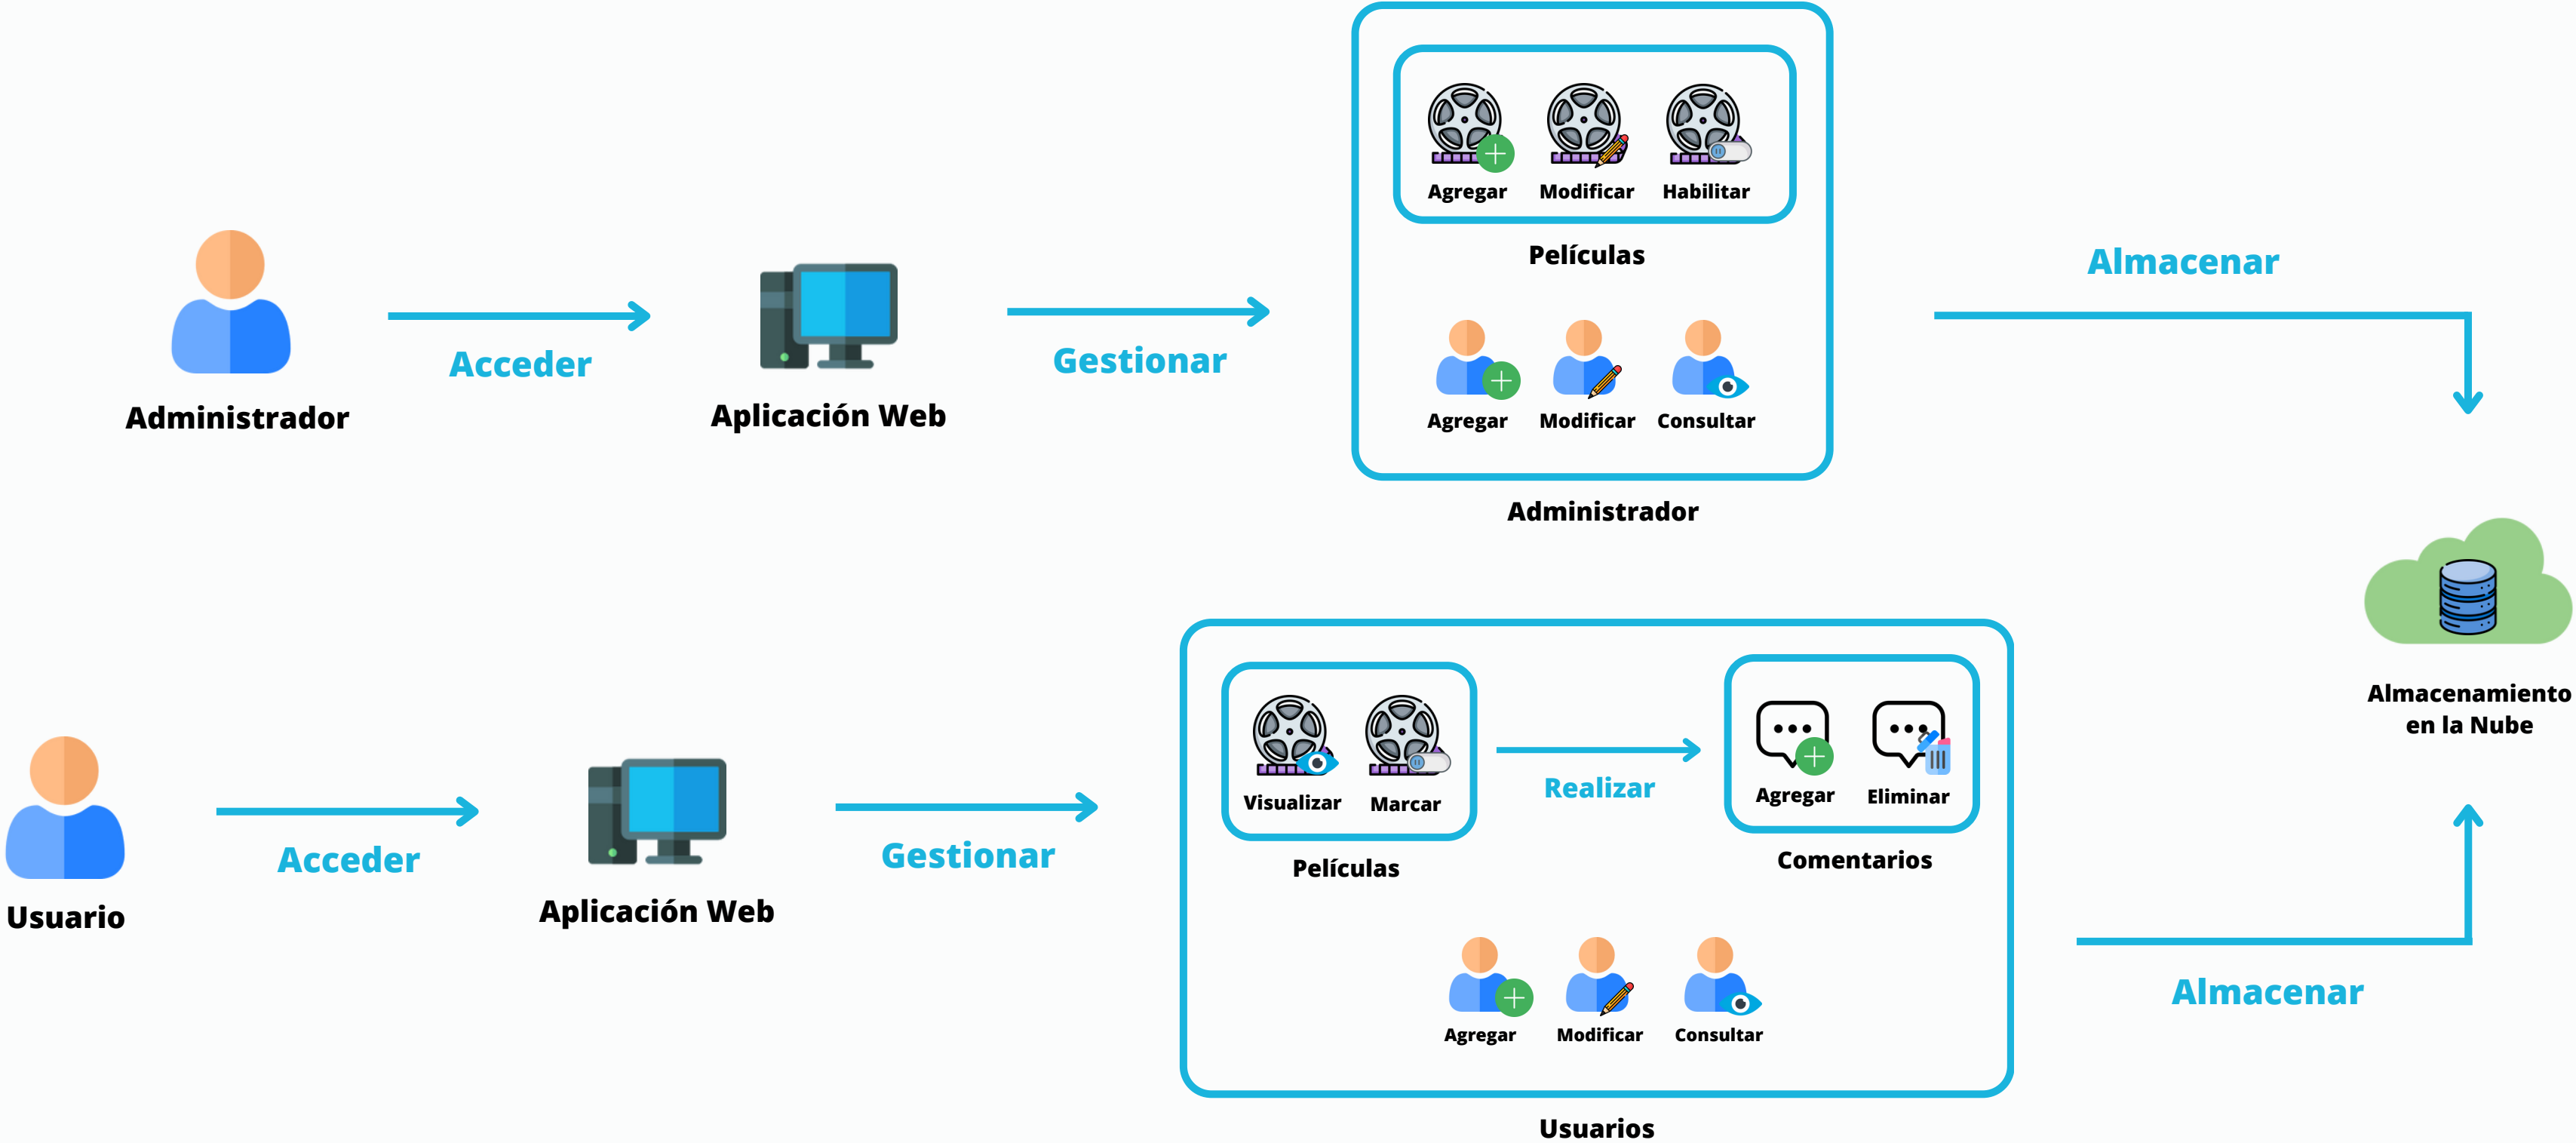 Administrador
Acceder
Aplicación Web
Gestionar
Agregar
Modificar
Habilitar
Películas
Agregar
Modificar
Consultar
Administrador
Almacenar
Almacenamiento
en la Nube
Usuario
Acceder
Aplicación Web
Gestionar
Visualizar
Marcar
Películas
Realizar
Agregar
Eliminar
Comentarios
Agregar
Modificar
Consultar
Usuarios
Almacenar